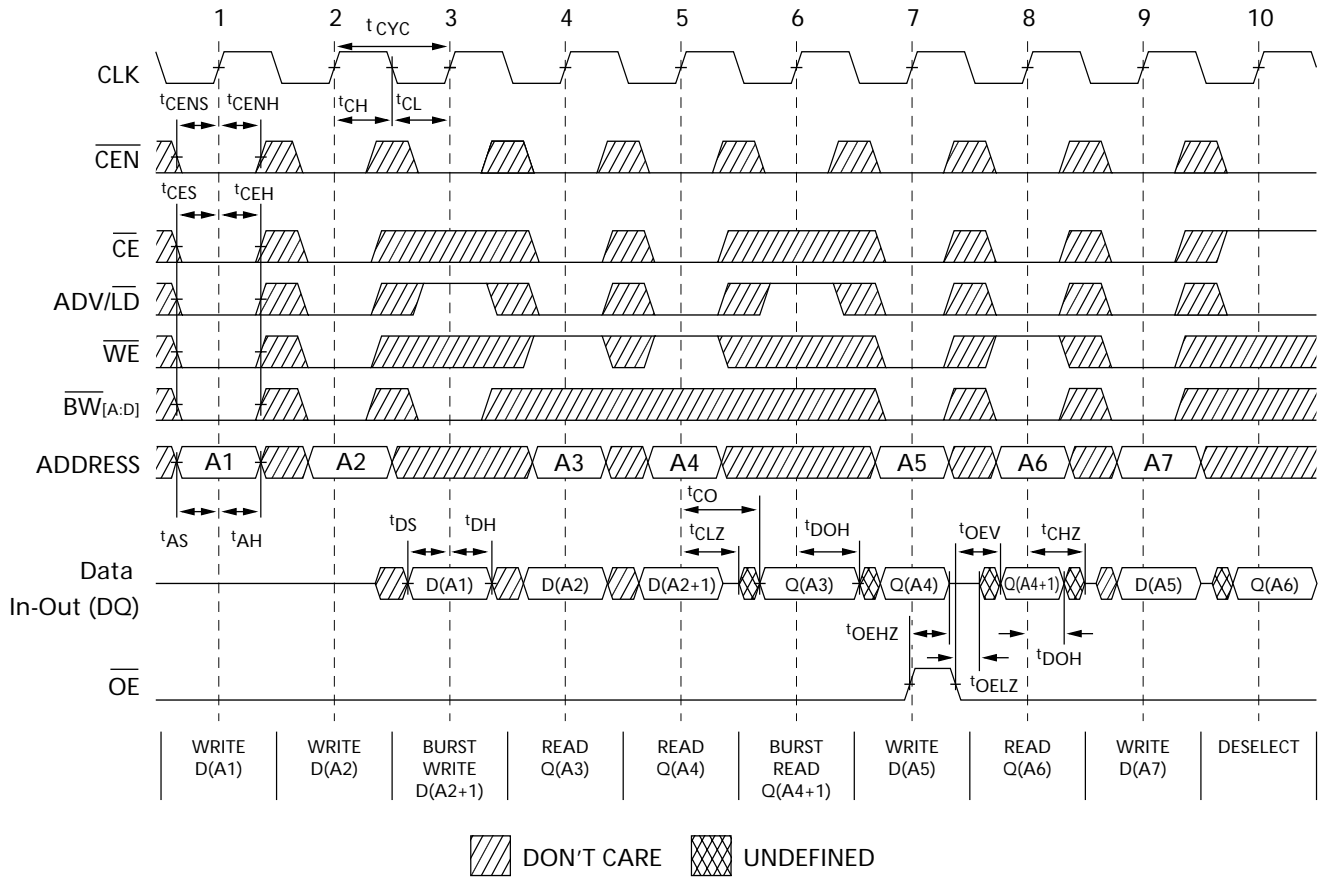 1 2 3 4 5 6 7 8 9 10
tCYC
CLK
tCENS tCENH tCH tCL
CEN
tCES tCEH
CE
ADV/LD
WE
BW[A:D]
ADDRESS A1 A2 A3 A4 A5 A6 A7
tCO
tAS tAH tDS tDH tCLZ tDOH tOEV tCHZ
Data
In-Out (DQ)
D(A1) D(A2) D(A2+1) Q(A3) Q(A4) Q(A4+1) D(A5) Q(A6)
tOEHZ tDOH
tOELZ
OE
WRITE
D(A1)
WRITE
D(A2)
BURST
WRITE
D(A2+1)
READ
Q(A3)
READ
Q(A4)
BURST
READ
Q(A4+1)
WRITE
D(A5)
READ
Q(A6)
WRITE
D(A7)
DESELECT
DON'T CARE UNDEFINED